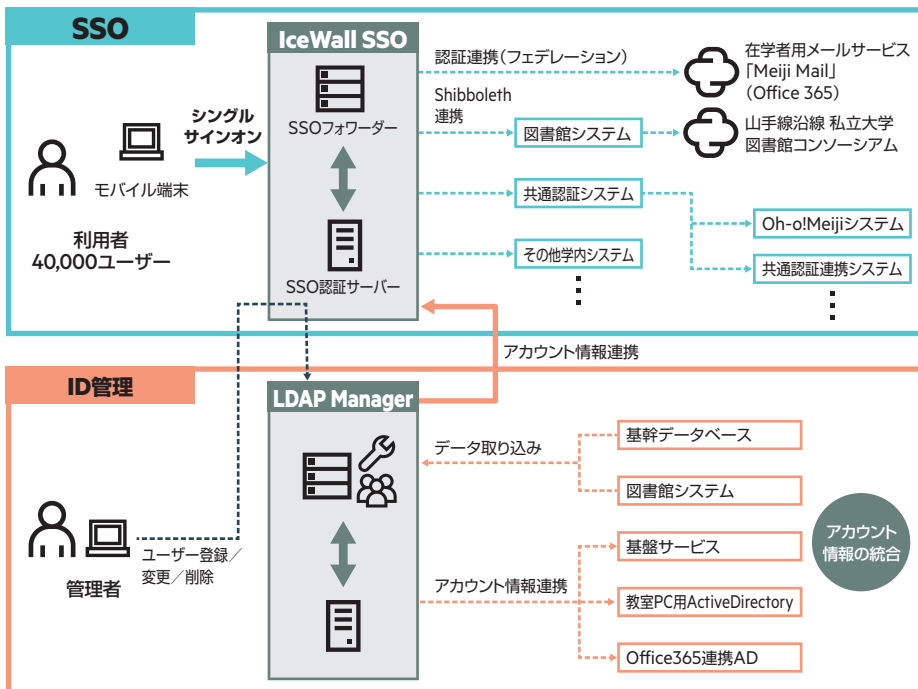 SSO
IceWall SSO
SSOフォワーダー
SSO認証サーバー
シングル
サインオン
モバイル端末
利用者
40,000ユーザー
認証連携(フェデレーション)
在学者用メールサービス
「Meiji Mail」
(Office 365)
Shibboleth
連携
図書館システム
山手線沿線 私立大学
図書館コンソーシアム
共通認証システム
Oh-o!Meijiシステム
その他学内システム
共通認証連携システム
アカウント情報連携
ID管理
LDAP Manager
データ取り込み
基幹データベース
図書館システム
管理者
ユーザー登録/
変更/削除
アカウント情報連携
基盤サービス
教室PC用ActiveDirectory
Office365連携AD
アカウント
情報の統合